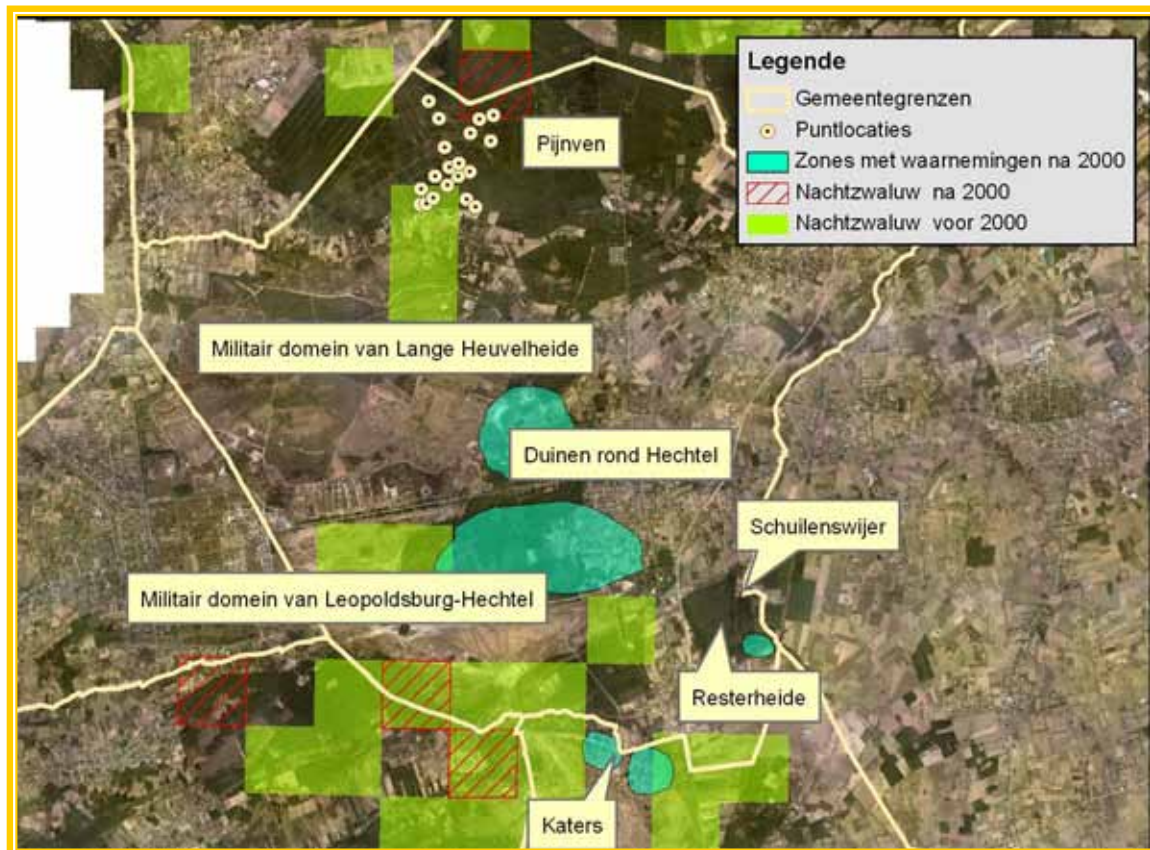 Legende
Gemeentegrenzen
Puntlocaties
Zones met waarnemingen na 2000
Nachtzwaluw na 2000
Nachtzwaluw voor 2000
Pijnven
Militair domein van Lange Heuvelheide
Duinen rond Hechtel
Schuilenswijer
Militair domein van Leopoldsburg-Hechtel
Resterheide
Katers